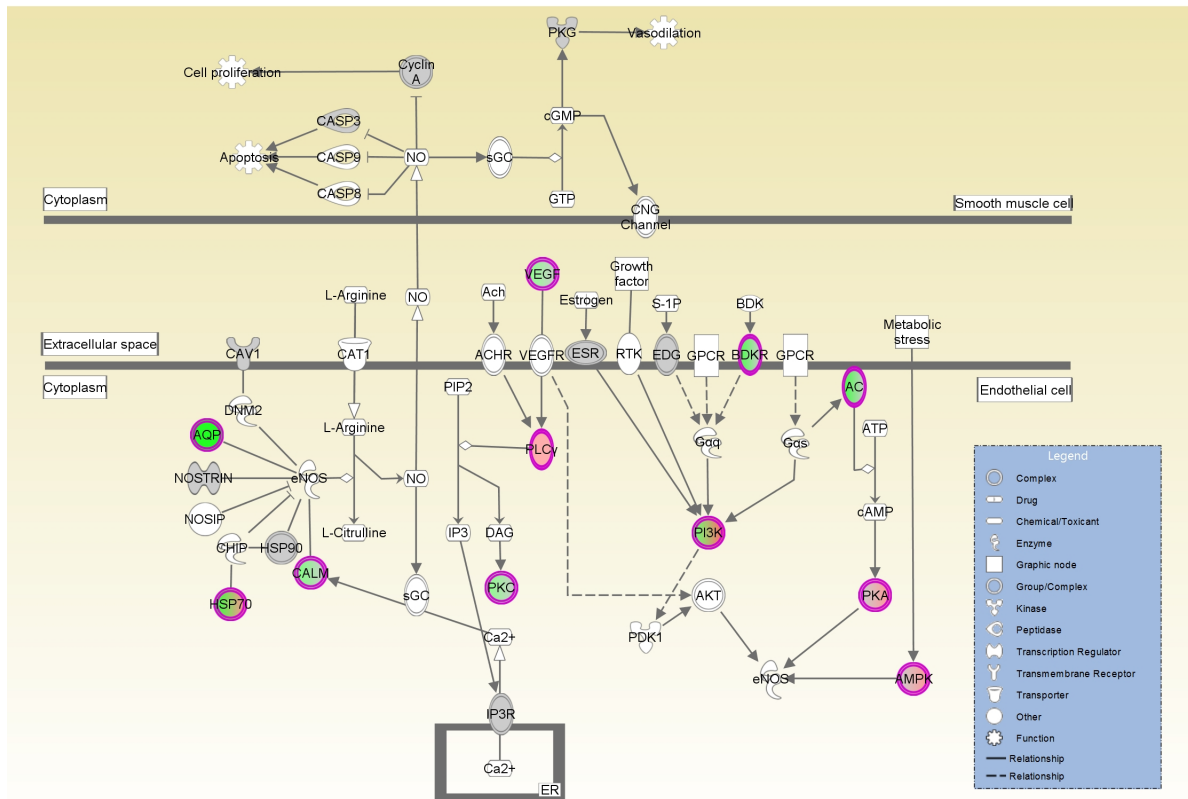 PKG
Vasodilation
Cyclin
A
Cell proliferation
CASP3
cGMP
Apoptosis
CASP9
NO
sGC
CASP8
GTP
Cytoplasm
CNG
Channel
Smooth muscle cell
VEGF
Growth
factor
L-Arginine
NO
Ach
Estrogen
S-1P
BDK
Metabolic
stress
Extracellular space
CAV1
CAT1
ACHR
VEGFR
ESR
RTK
EDG
GPCR
BDKR
GPCR
Cytoplasm
PIP2
AC
Endothelial cell
DNM2
L-Arginine
AQP
PLCγ
Gαq
Gαs
ATP
NOSTRIN
eNOS
NO
cAMP
NOSIP
L-Citrulline
IP3
DAG
PI3K
CHIP
HSP90
CALM
PKC
HSP70
sGC
AKT
PKA
Ca2+
PDK1
eNOS
AMPK
IP3R
Ca2+
ER
Legend
Complex
Drug
Chemical/Toxicant
Enzyme
Graphic node
Group/Complex
Kinase
Peptidase
Transcription Regulator
Transmembrane Receptor
Transporter
Other
Function
Relationship
Relationship